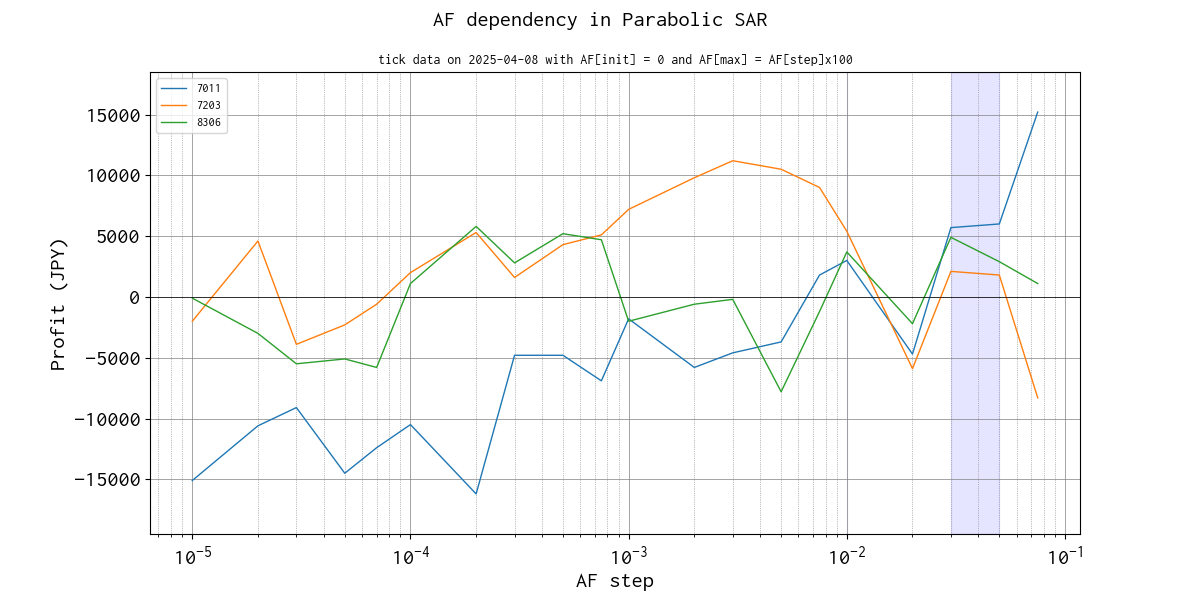 AF dependency in Parabolic SAR
tick data on 2025-04-08 with AF[init] = 0 and AF[max] = AF[step]x100
7011
7203
8306
15000
10000
5000
0
−5000
−10000
−15000
Profit (JPY)
10⁻⁵ 10⁻⁴ 10⁻³ 10⁻² 10⁻¹
AF step